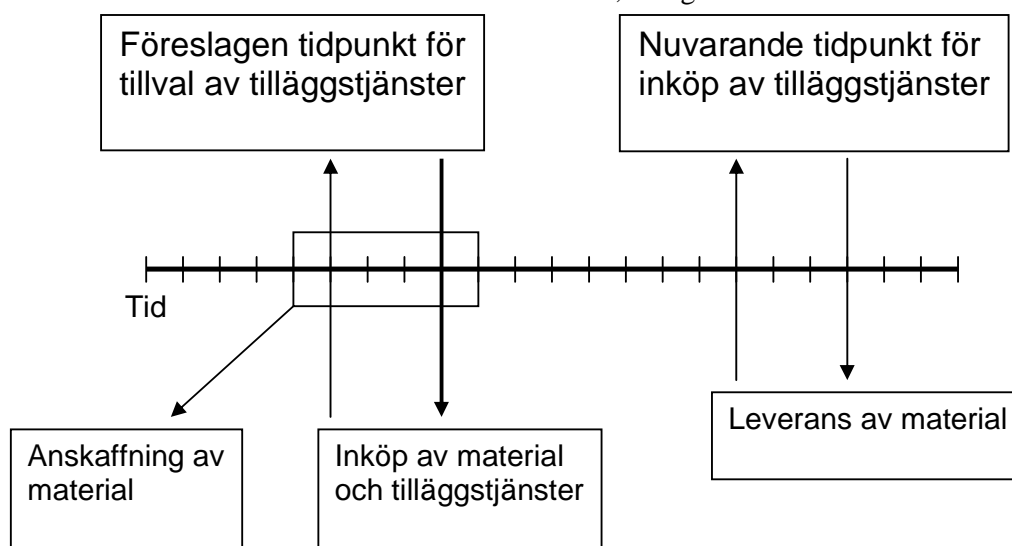 Föreslagen tidpunkt för
tillval av tilläggstjänster
Nuvarande tidpunkt för
inköp av tilläggstjänster
Tid
Anskaffning av
material
Inköp av material
och tilläggstjänster
Leverans av material